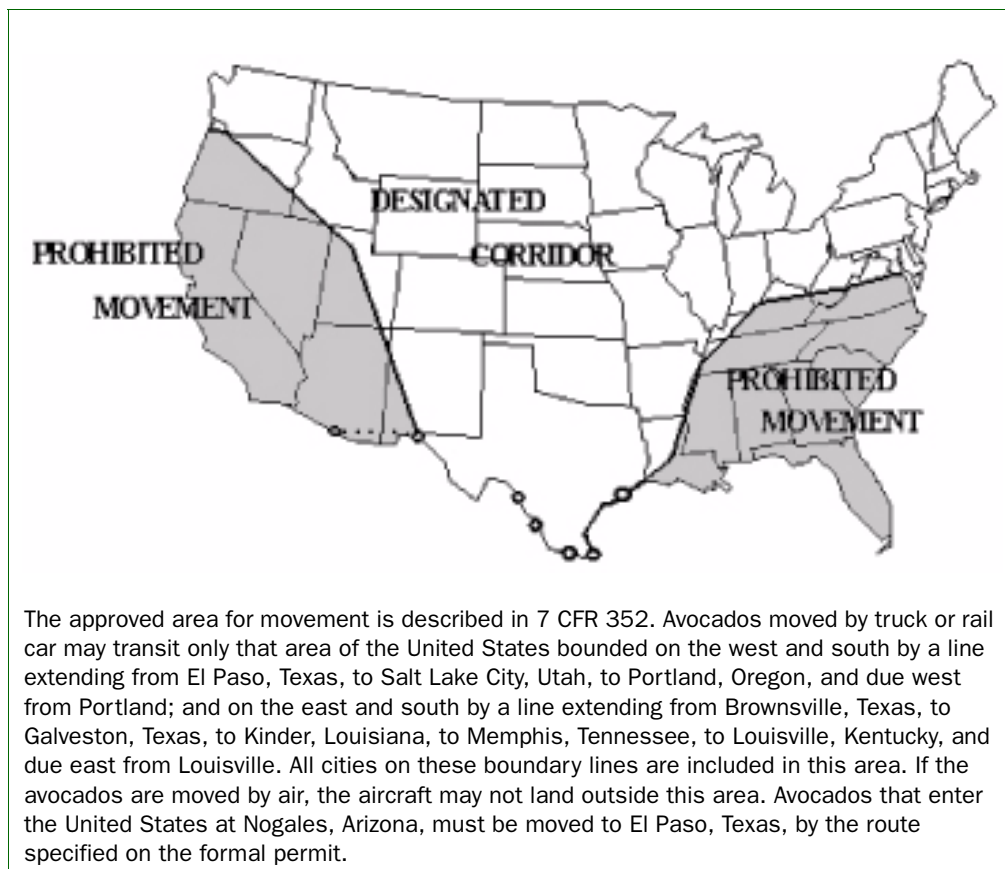 DESIGNATED
CORRIDOR
PROHIBITED
MOVEMENT
PROHIBITED
MOVEMENT
The approved area for movement is described in 7 CFR 352. Avocados moved by truck or rail
car may transit only that area of the United States bounded on the west and south by a line
extending from El Paso, Texas, to Salt Lake City, Utah, to Portland, Oregon, and due west
from Portland; and on the east and south by a line extending from Brownsville, Texas, to
Galveston, Texas, to Kinder, Louisiana, to Memphis, Tennessee, to Louisville, Kentucky, and
due east from Louisville. All cities on these boundary lines are included in this area. If the
avocados are moved by air, the aircraft may not land outside this area. Avocados that enter
the United States at Nogales, Arizona, must be moved to El Paso, Texas, by the route
specified on the formal permit.